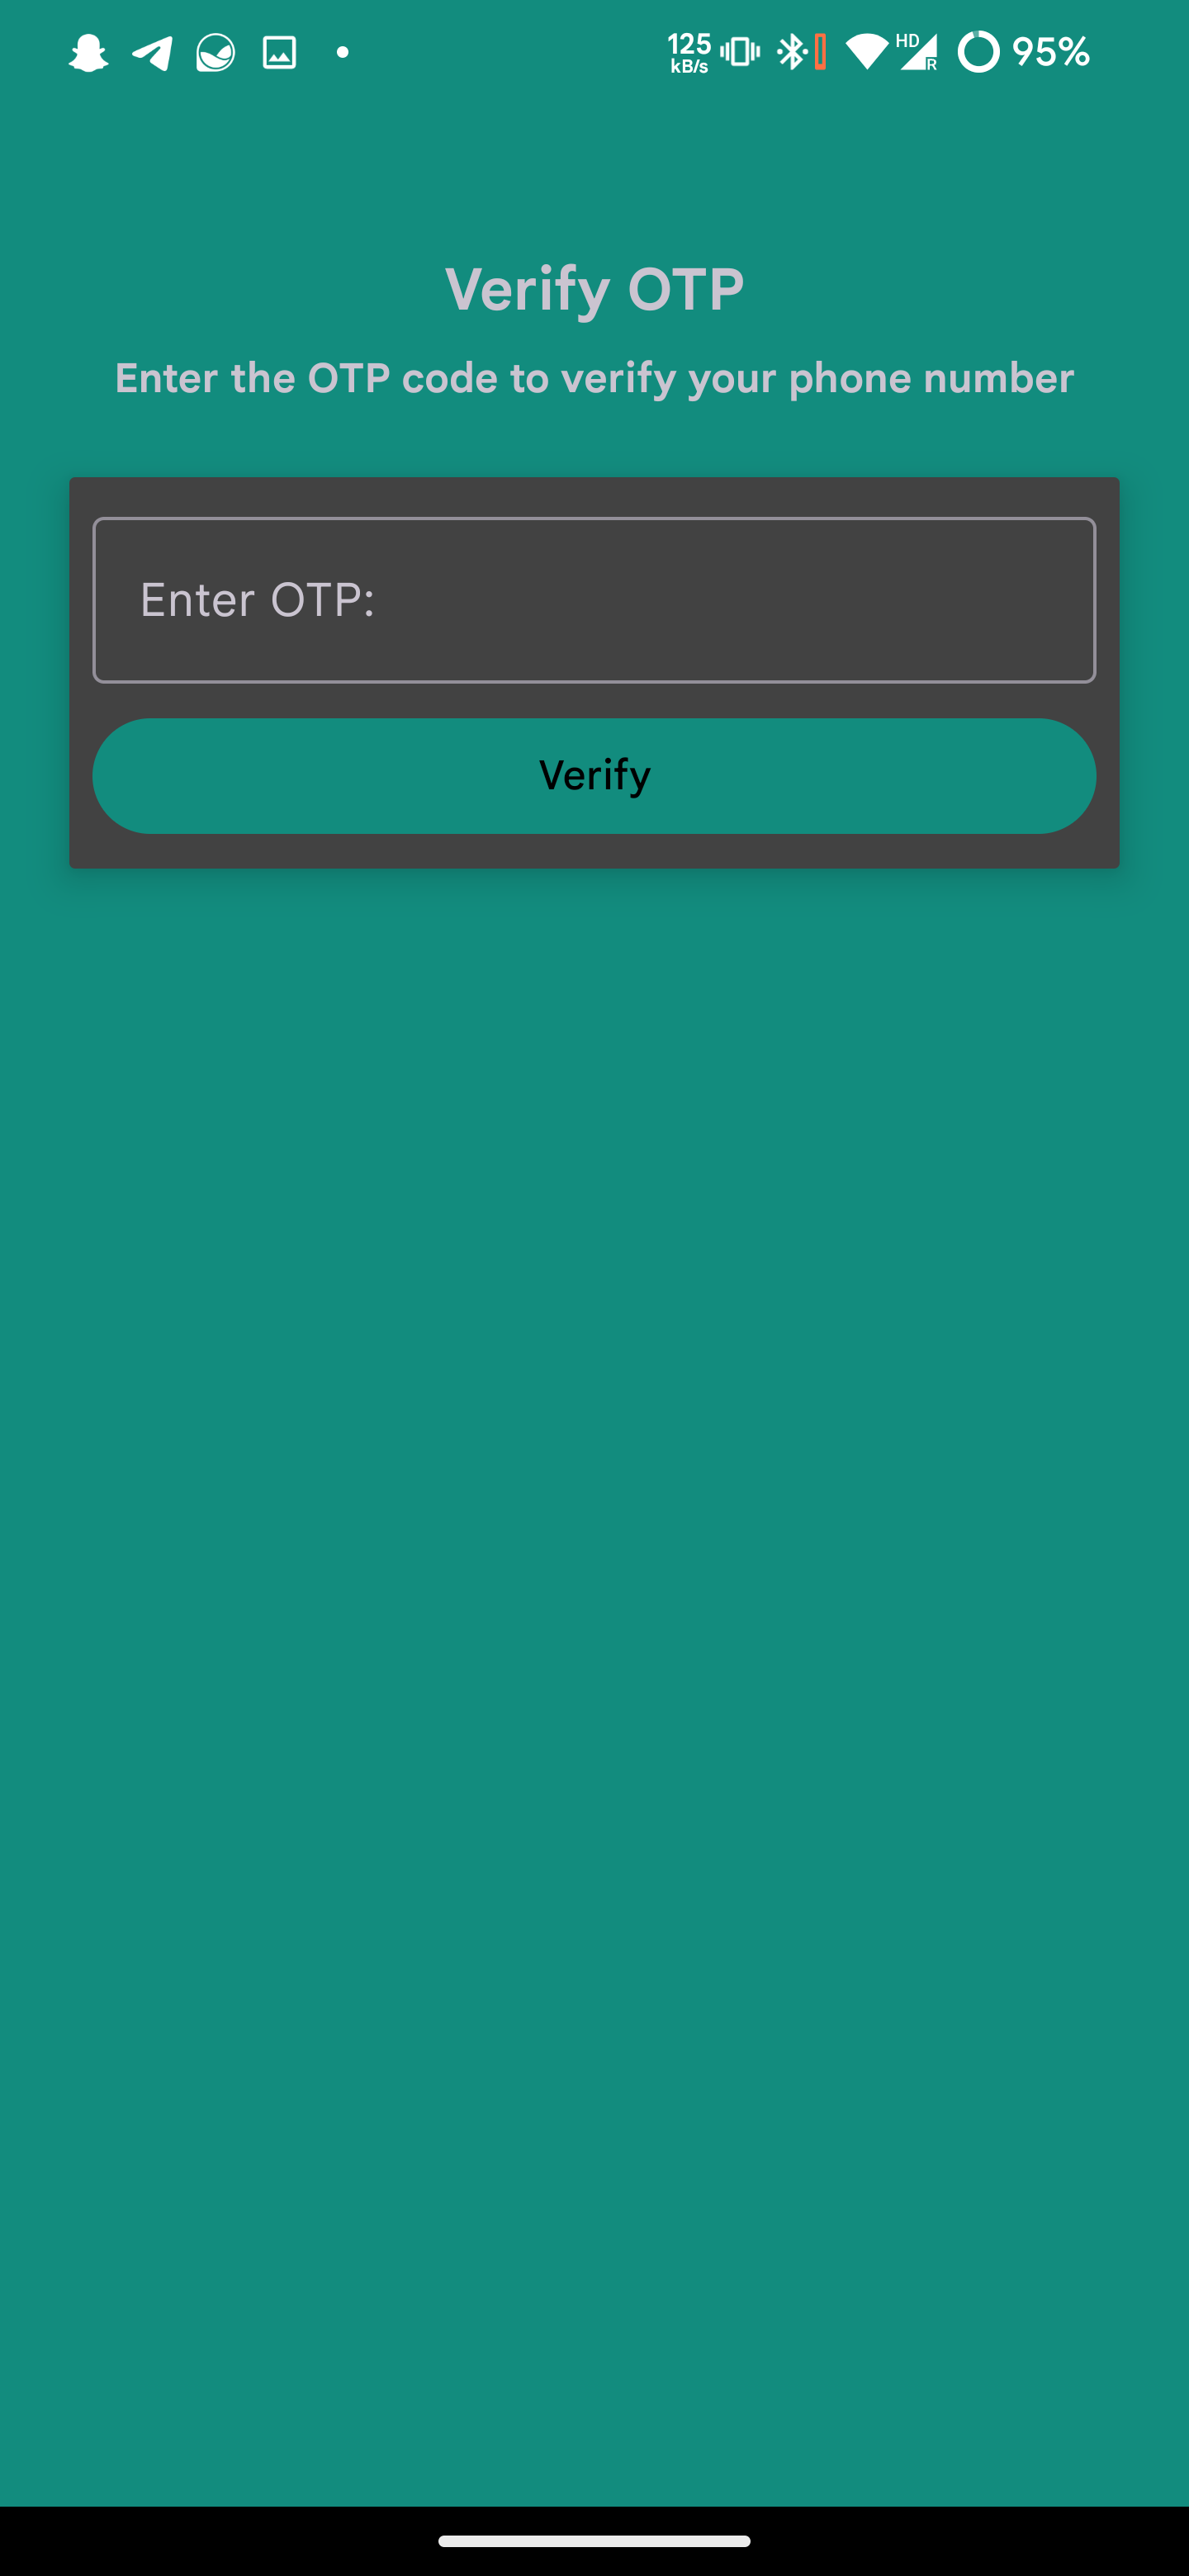 125
kB/s
HD
R
95%
Verify OTP
Enter the OTP code to verify your phone number
Enter OTP:
Verify